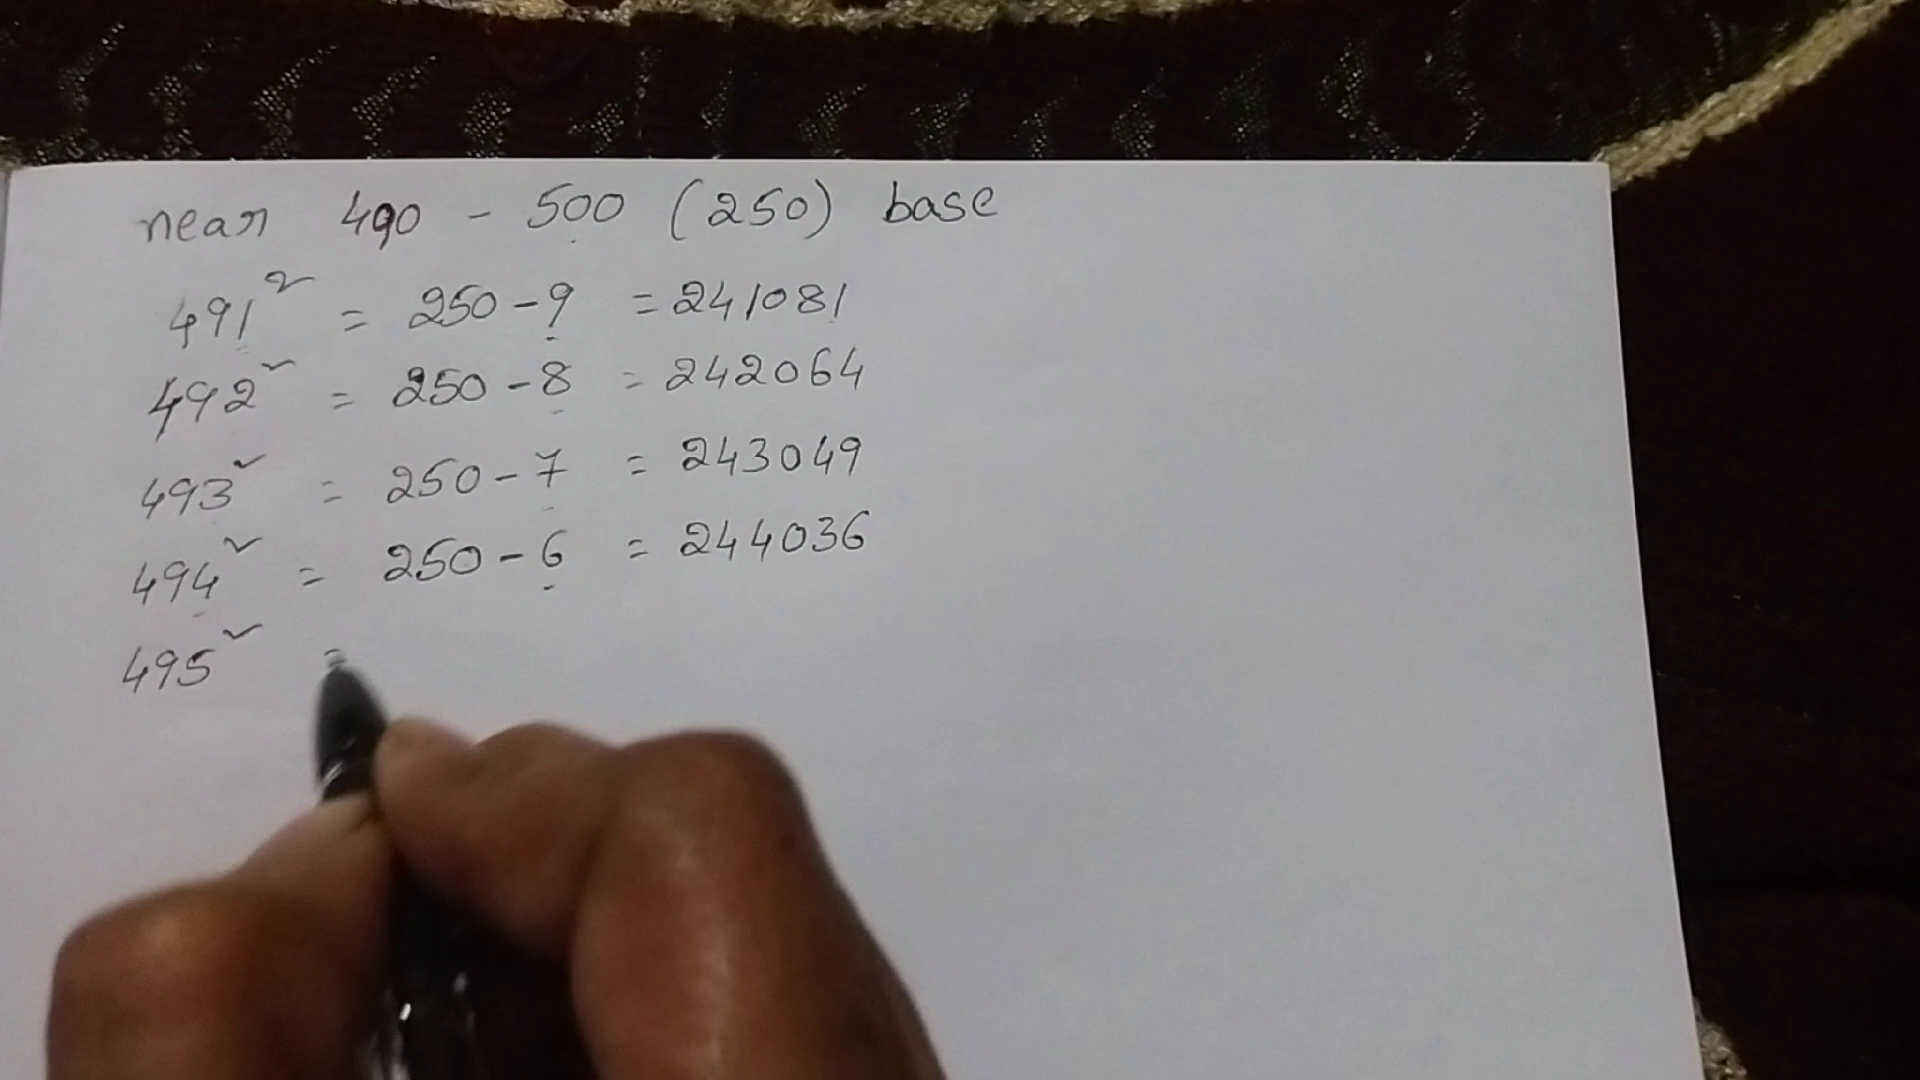 near 490 - 500 (250) base
491² = 250 - 9 = 241081
492² = 250 - 8 = 242064
493² = 250 - 7 = 243049
494² = 250 - 6 = 244036
495² =